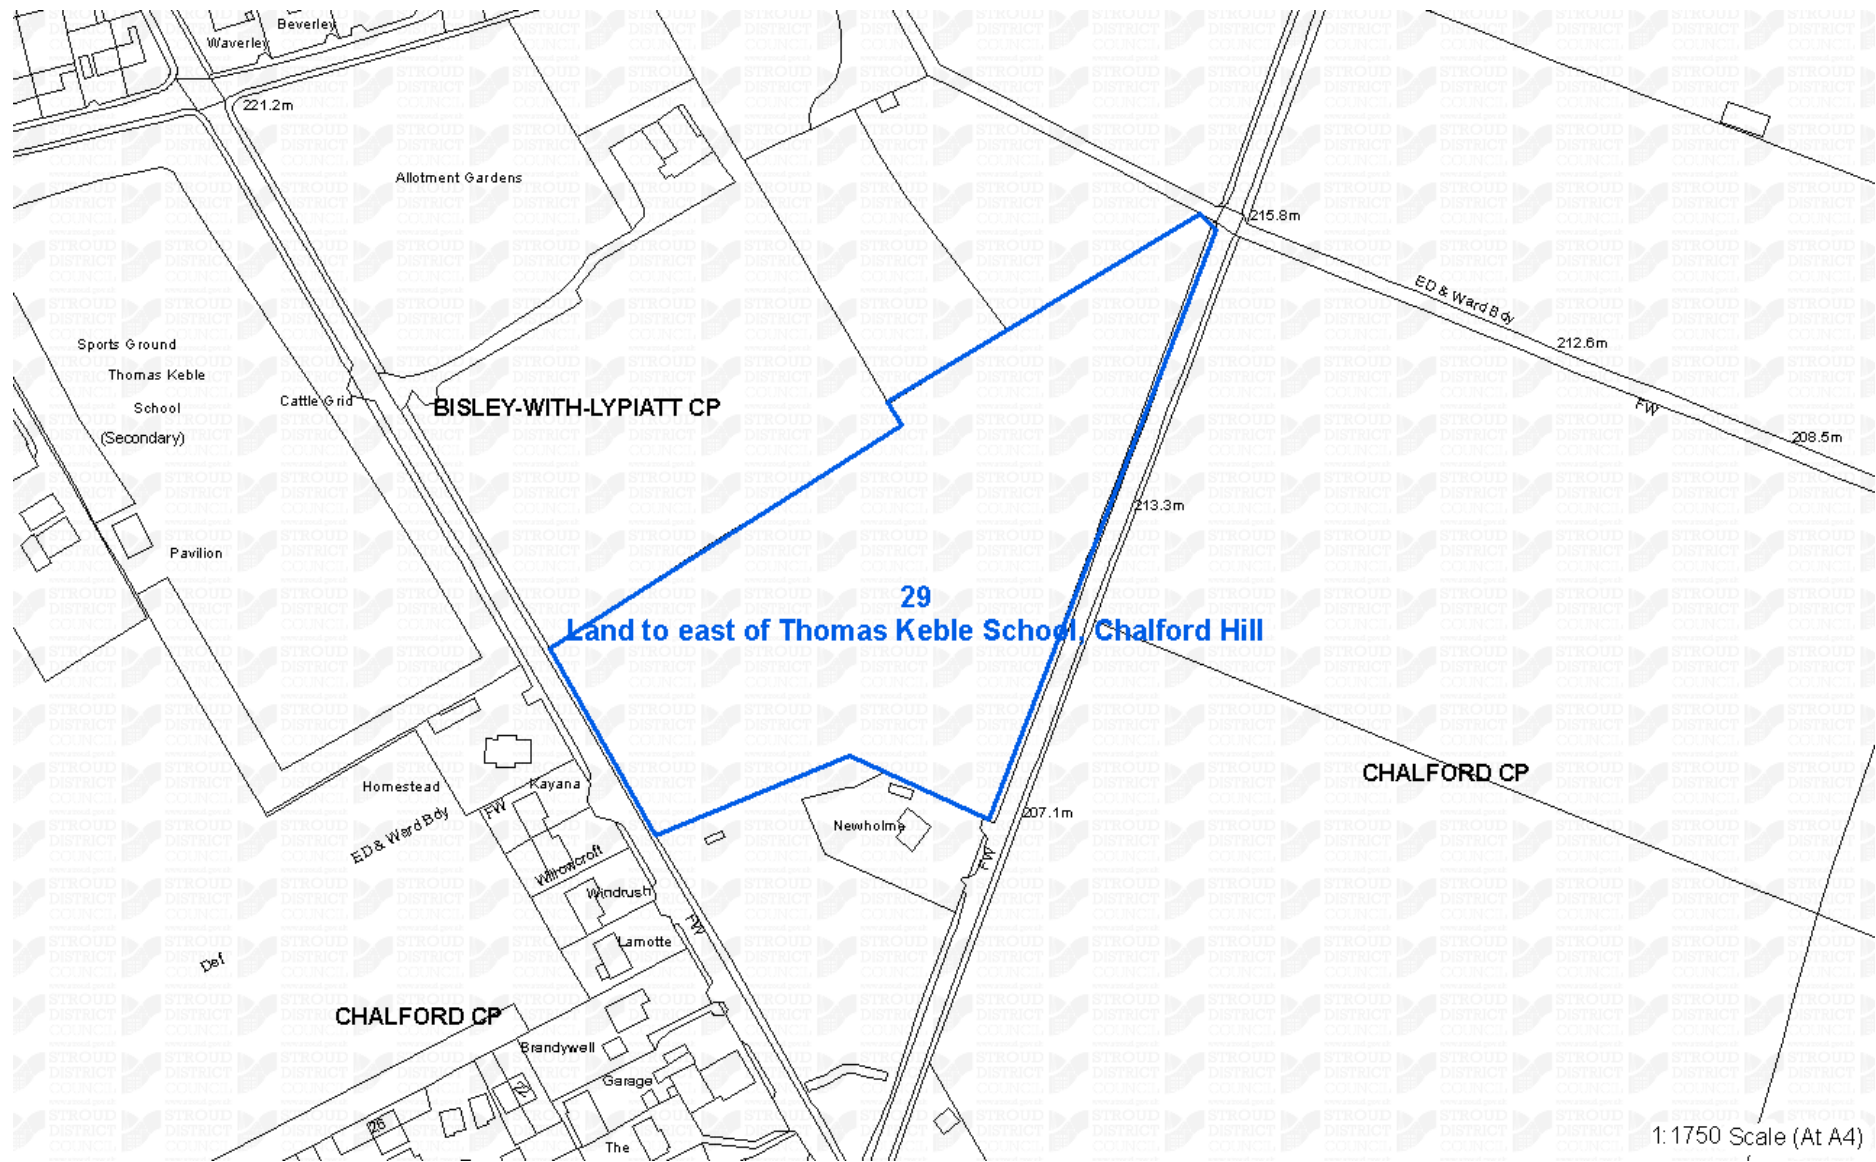 Beverley
Waverley
221.2m
Allotment Gardens
215.8m
ED & Ward Bdy
212.6m
FW
208.5m
Sports Ground
Thomas Keble
School
(Secondary)
Cattle Grid
BISLEY-WITH-LYPIATT CP
213.3m
Pavilion
29
Land to east of Thomas Keble School, Chalford Hill
CHALFORD CP
Homestead
Kayana
FW
ED & Ward Bdy
207.1m
Newholme
FW
Willowcroft
Windrush
FW
Lamotte
Def
CHALFORD CP
Brandywell
Garage
22
26
The
1:1750 Scale (At A4)
STROUD
DISTRICT
COUNCIL